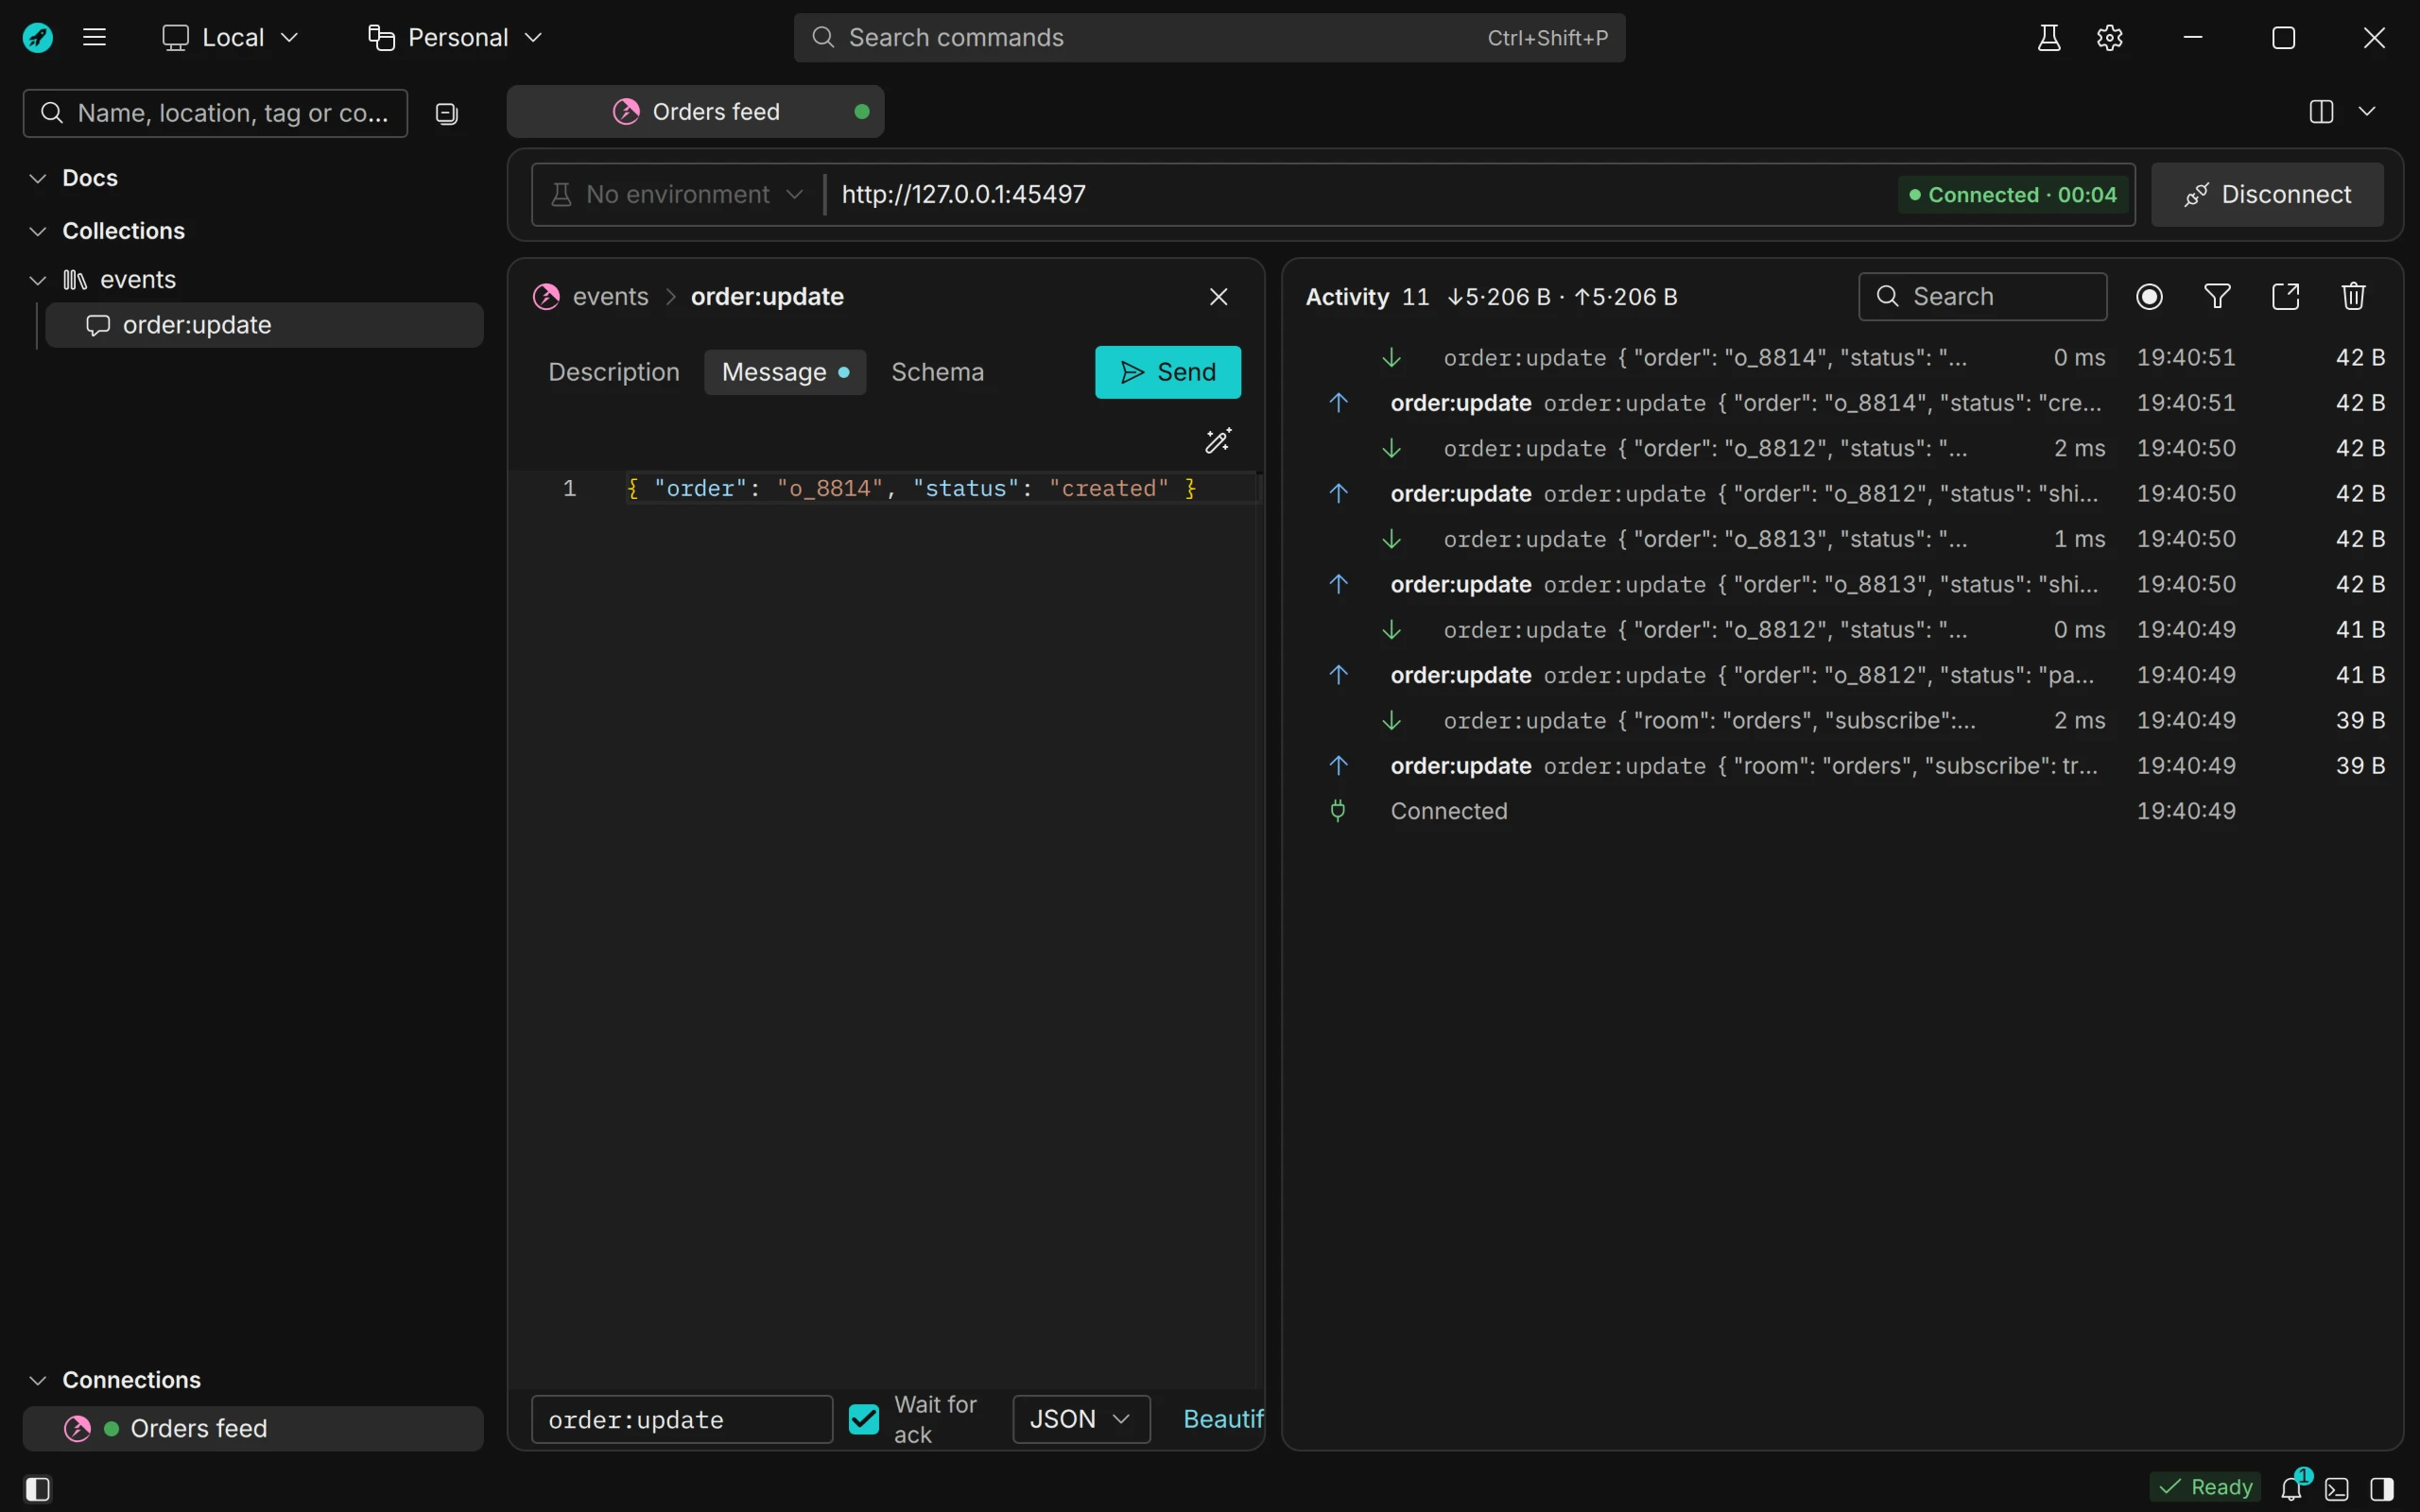 Local
Personal
Search commands
Ctrl+Shift+P
Name, location, tag or co...
Orders feed
Docs
Collections
events
order:update
No environment
http://127.0.0.1:45497
Connected · 00:04
Disconnect
events
order:update
Description
Message
Schema
Send
1
{ "order": "o_8814", "status": "created" }
order:update
Wait for
ack
JSON
Beautif
Activity 11 ↓5·206 B · ↑5·206 B
Search
↓ order:update { "order": "o_8814", "status": "... 0 ms 19:40:51 42 B
↑ order:update order:update { "order": "o_8814", "status": "cre... 19:40:51 42 B
↓ order:update { "order": "o_8812", "status": "... 2 ms 19:40:50 42 B
↑ order:update order:update { "order": "o_8812", "status": "shi... 19:40:50 42 B
↓ order:update { "order": "o_8813", "status": "... 1 ms 19:40:50 42 B
↑ order:update order:update { "order": "o_8813", "status": "shi... 19:40:50 42 B
↓ order:update { "order": "o_8812", "status": "... 0 ms 19:40:49 41 B
↑ order:update order:update { "order": "o_8812", "status": "pa... 19:40:49 41 B
↓ order:update { "room": "orders", "subscribe":... 2 ms 19:40:49 39 B
↑ order:update order:update { "room": "orders", "subscribe": tr... 19:40:49 39 B
Connected 19:40:49
Connections
Orders feed
Ready
1